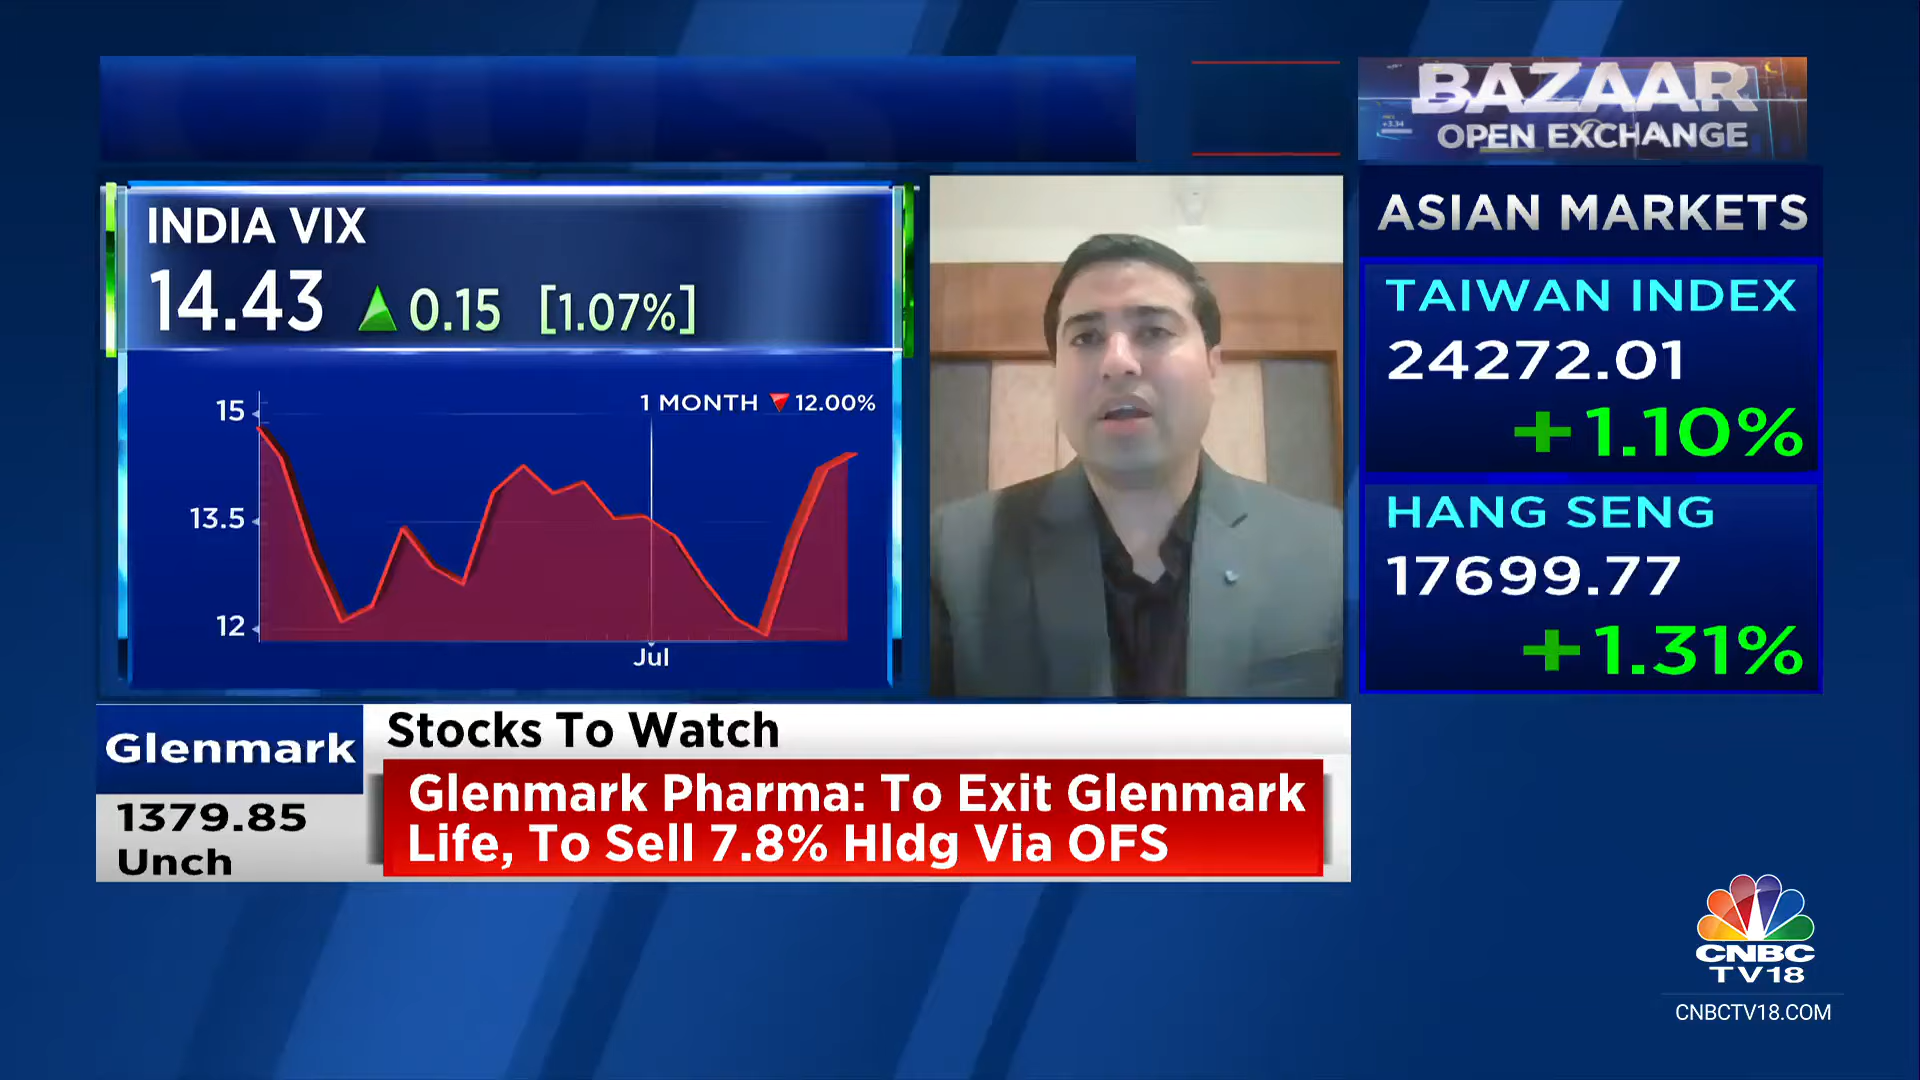 BAZAAR
OPEN EXCHANGE
INDIA VIX
14.43 ▲ 0.15 [1.07%]
1 MONTH ▼ 12.00%
15
13.5
12
Jul
ASIAN MARKETS
TAIWAN INDEX
24272.01
+1.10%
HANG SENG
17699.77
+1.31%
Glenmark
1379.85
Unch
Stocks To Watch
Glenmark Pharma: To Exit Glenmark
Life, To Sell 7.8% Hldg Via OFS
CNBC
TV18
CNBCTV18.COM